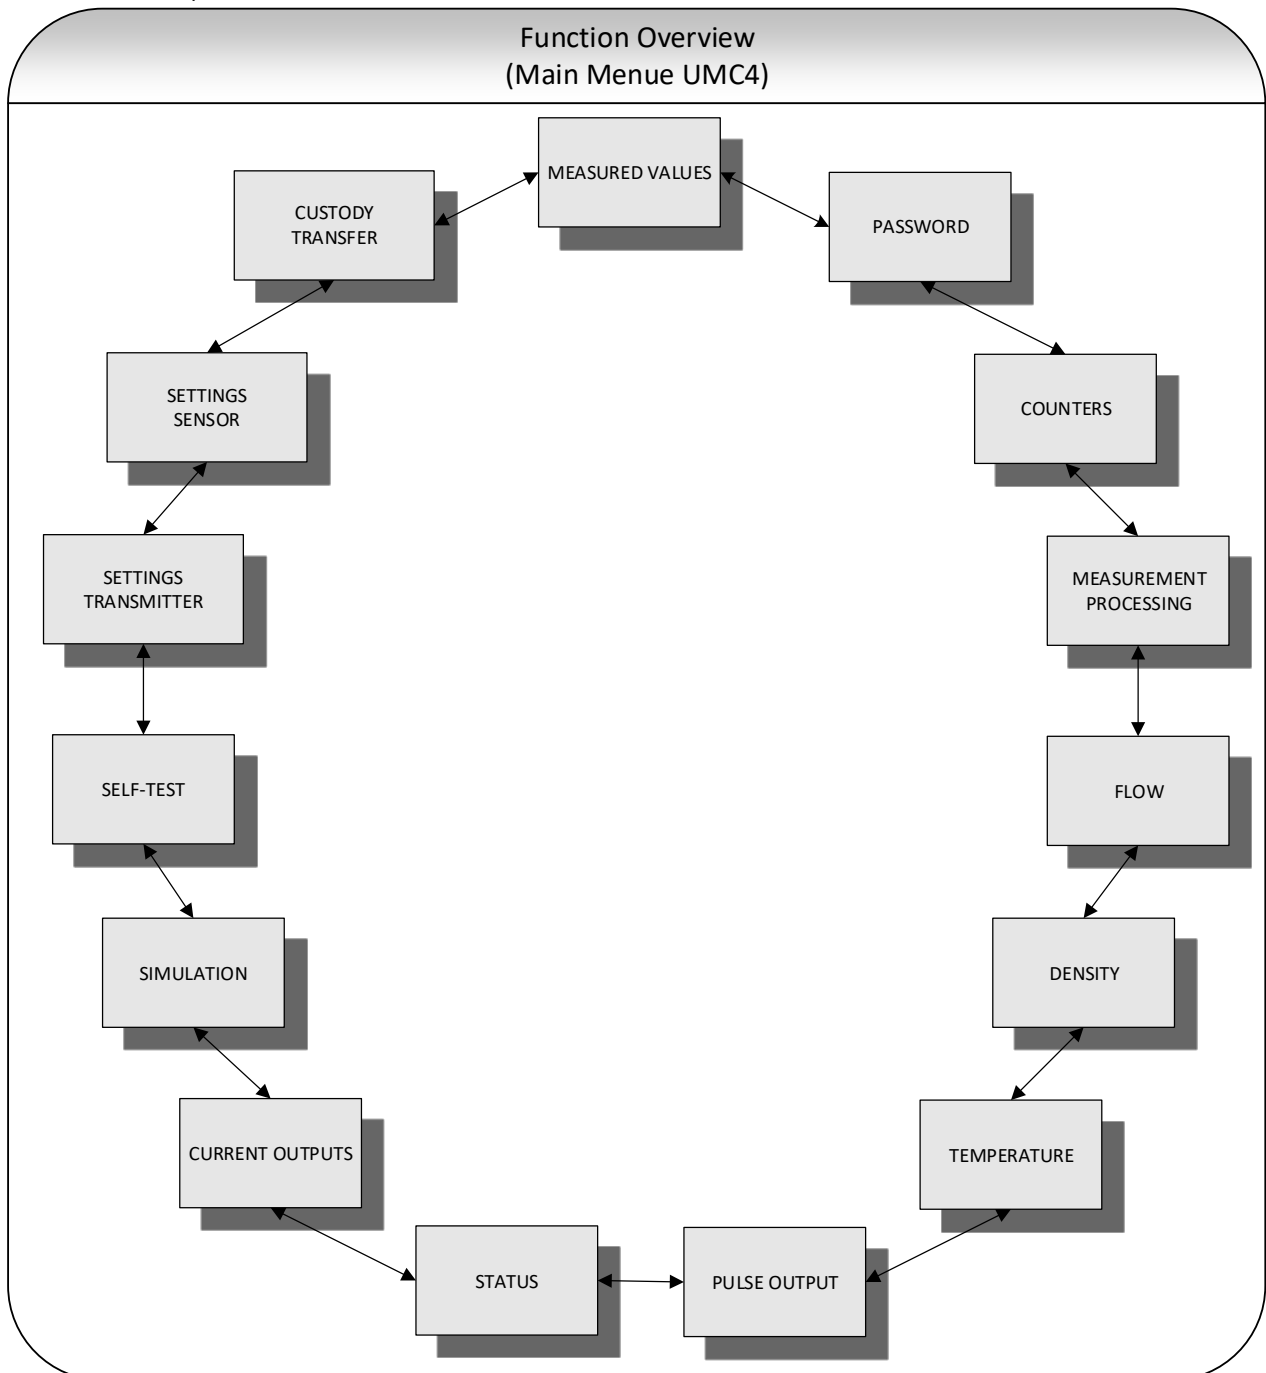 Function Overview
(Main Menue UMC4)
MEASURED VALUES
CUSTODY
TRANSFER
PASSWORD
SETTINGS
SENSOR
COUNTERS
SETTINGS
TRANSMITTER
MEASUREMENT
PROCESSING
SELF-TEST
FLOW
SIMULATION
DENSITY
CURRENT OUTPUTS
TEMPERATURE
STATUS
PULSE OUTPUT